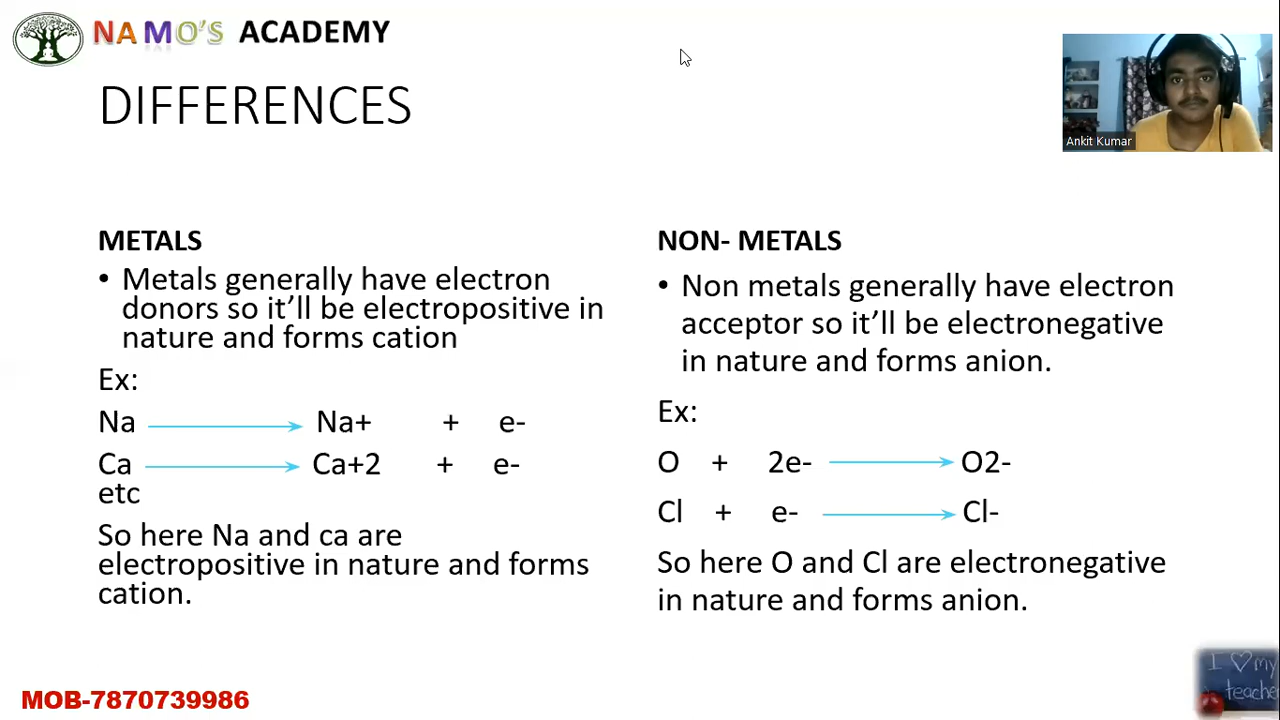 NAMO'S ACADEMY
DIFFERENCES
Ankit Kumar
METALS
• Metals generally have electron
donors so it'll be electropositive in
nature and forms cation
Ex:
Na Na+ + e-
Ca Ca+2 + e-
etc
So here Na and ca are
electropositive in nature and forms
cation.
NON- METALS
• Non metals generally have electron
acceptor so it'll be electronegative
in nature and forms anion.
Ex:
O + 2e- O2-
Cl + e- Cl-
So here O and Cl are electronegative
in nature and forms anion.
MOB-7870739986
I my
teache